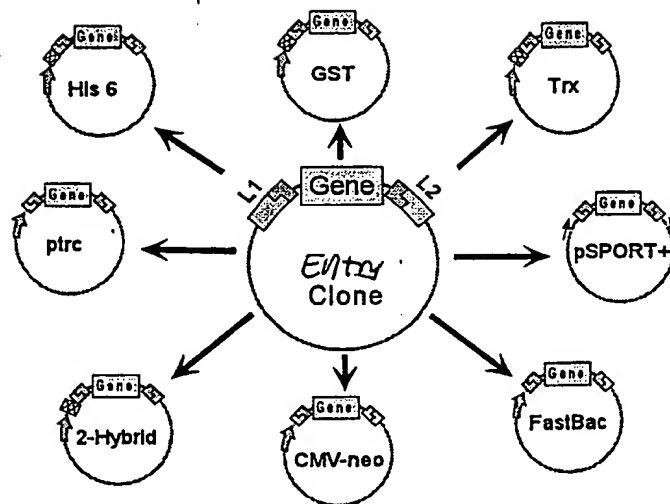 Gene
His 6
Gene
GST
Gene
Trx
Gene
ptrc
L1
Gene
L2
Entry
Clone
Gene
pSPORT+
Gene
2-Hybrid
Gene
CMV-neo
Gene
FastBac